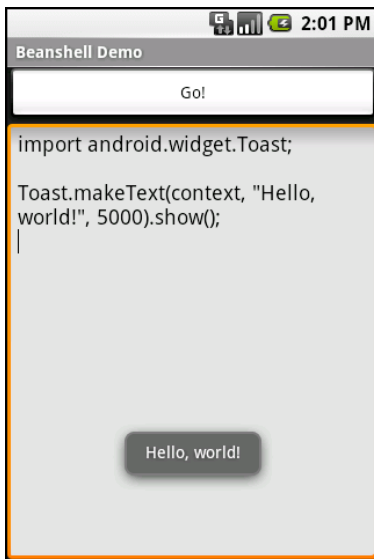 2:01 PM
Beanshell Demo
Go!
import android.widget.Toast;
Toast.makeText(context, "Hello,
world!", 5000).show();
Hello, world!